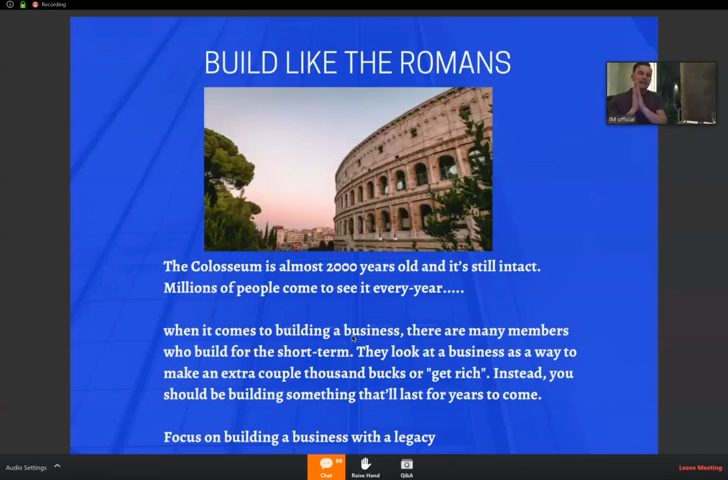 Recording
BUILD LIKE THE ROMANS
IM official
The Colosseum is almost 2000 years old and it's still intact.
Millions of people come to see it every-year.....
when it comes to building a business, there are many members
who build for the short-term. They look at a business as a way to
make an extra couple thousand bucks or "get rich". Instead, you
should be building something that'll last for years to come.
Focus on building a business with a legacy
Audio Settings
Chat
Raise Hand
Q&A
Leave Meeting